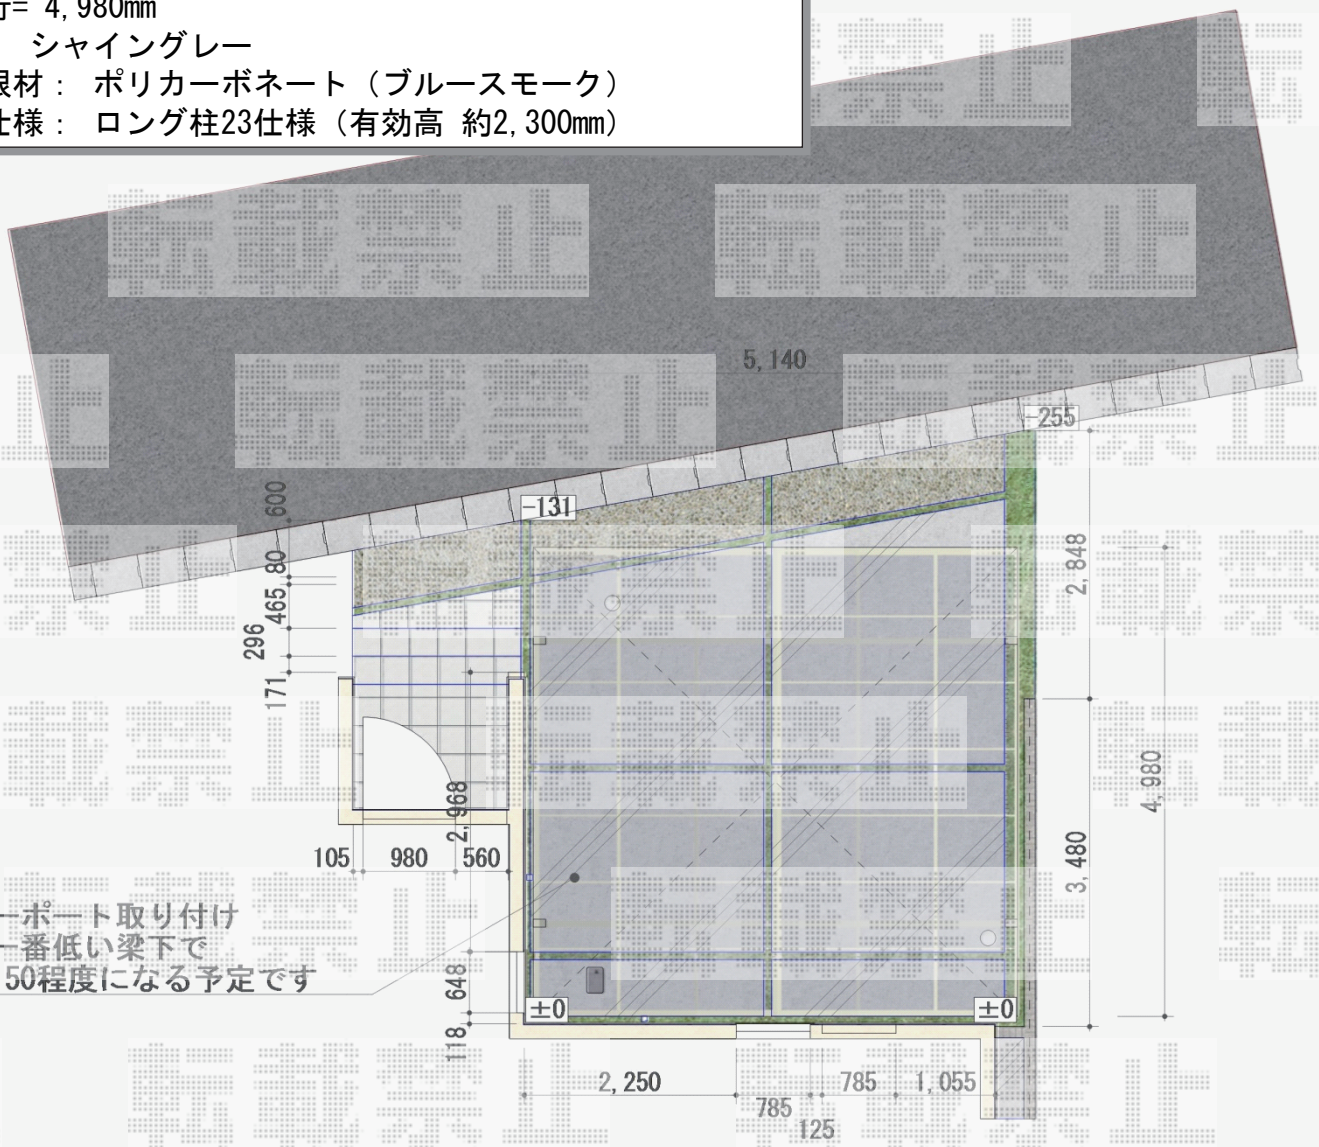 行= 4,980mm
シャイングレー
根材： ポリカーボネート（ブルースモーク）
仕様： ロング柱23仕様（有効高 約2,300mm）
転載禁止
5,140
-255
-131
600
80
465
296
171
2,848
4,980
2,968
3,480
105 980 560
ーポート取り付け
一番低い梁下で
50程度になる予定です
648
118
±0
±0
2,250
785
125
785
1,055